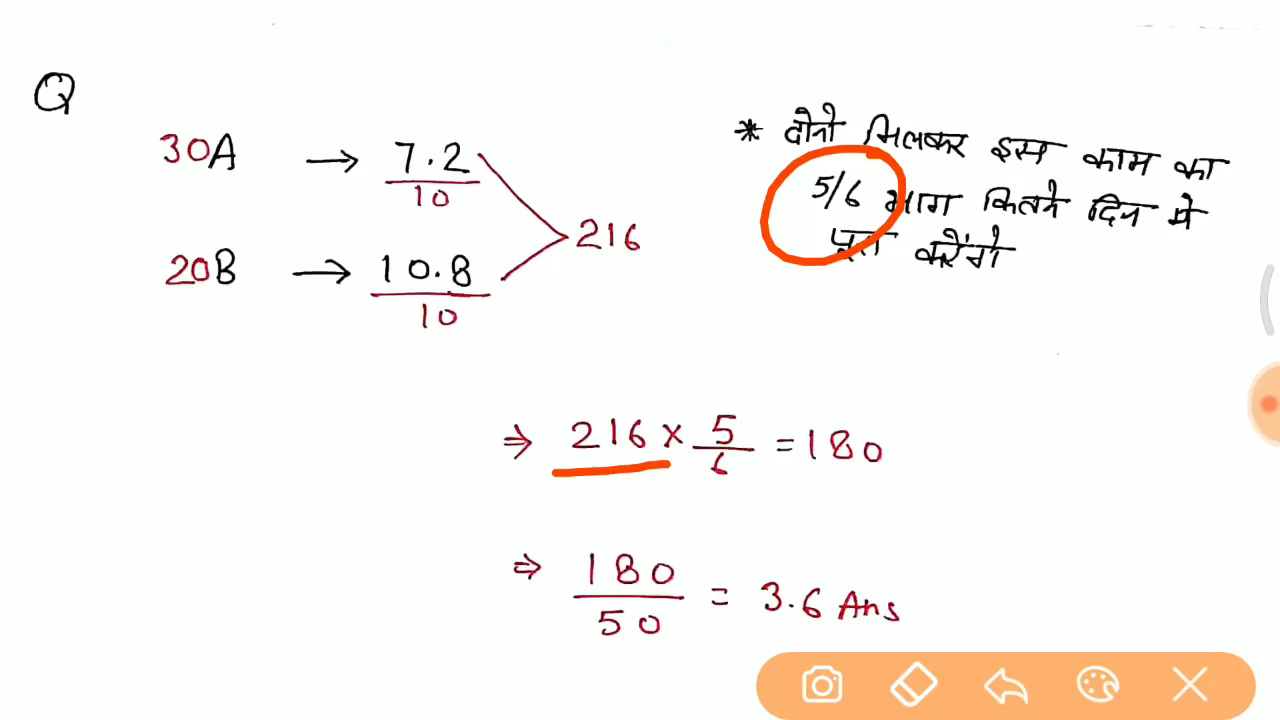 Q
30A → 7.2/10
216
20B → 10.8/10
* दोनो मिलकर इस काम का
5/6 भाग कितने दिन मे
पूरा करेंगे
⇒ 216 × 5/6 = 180
⇒ 180/50 = 3.6 Ans